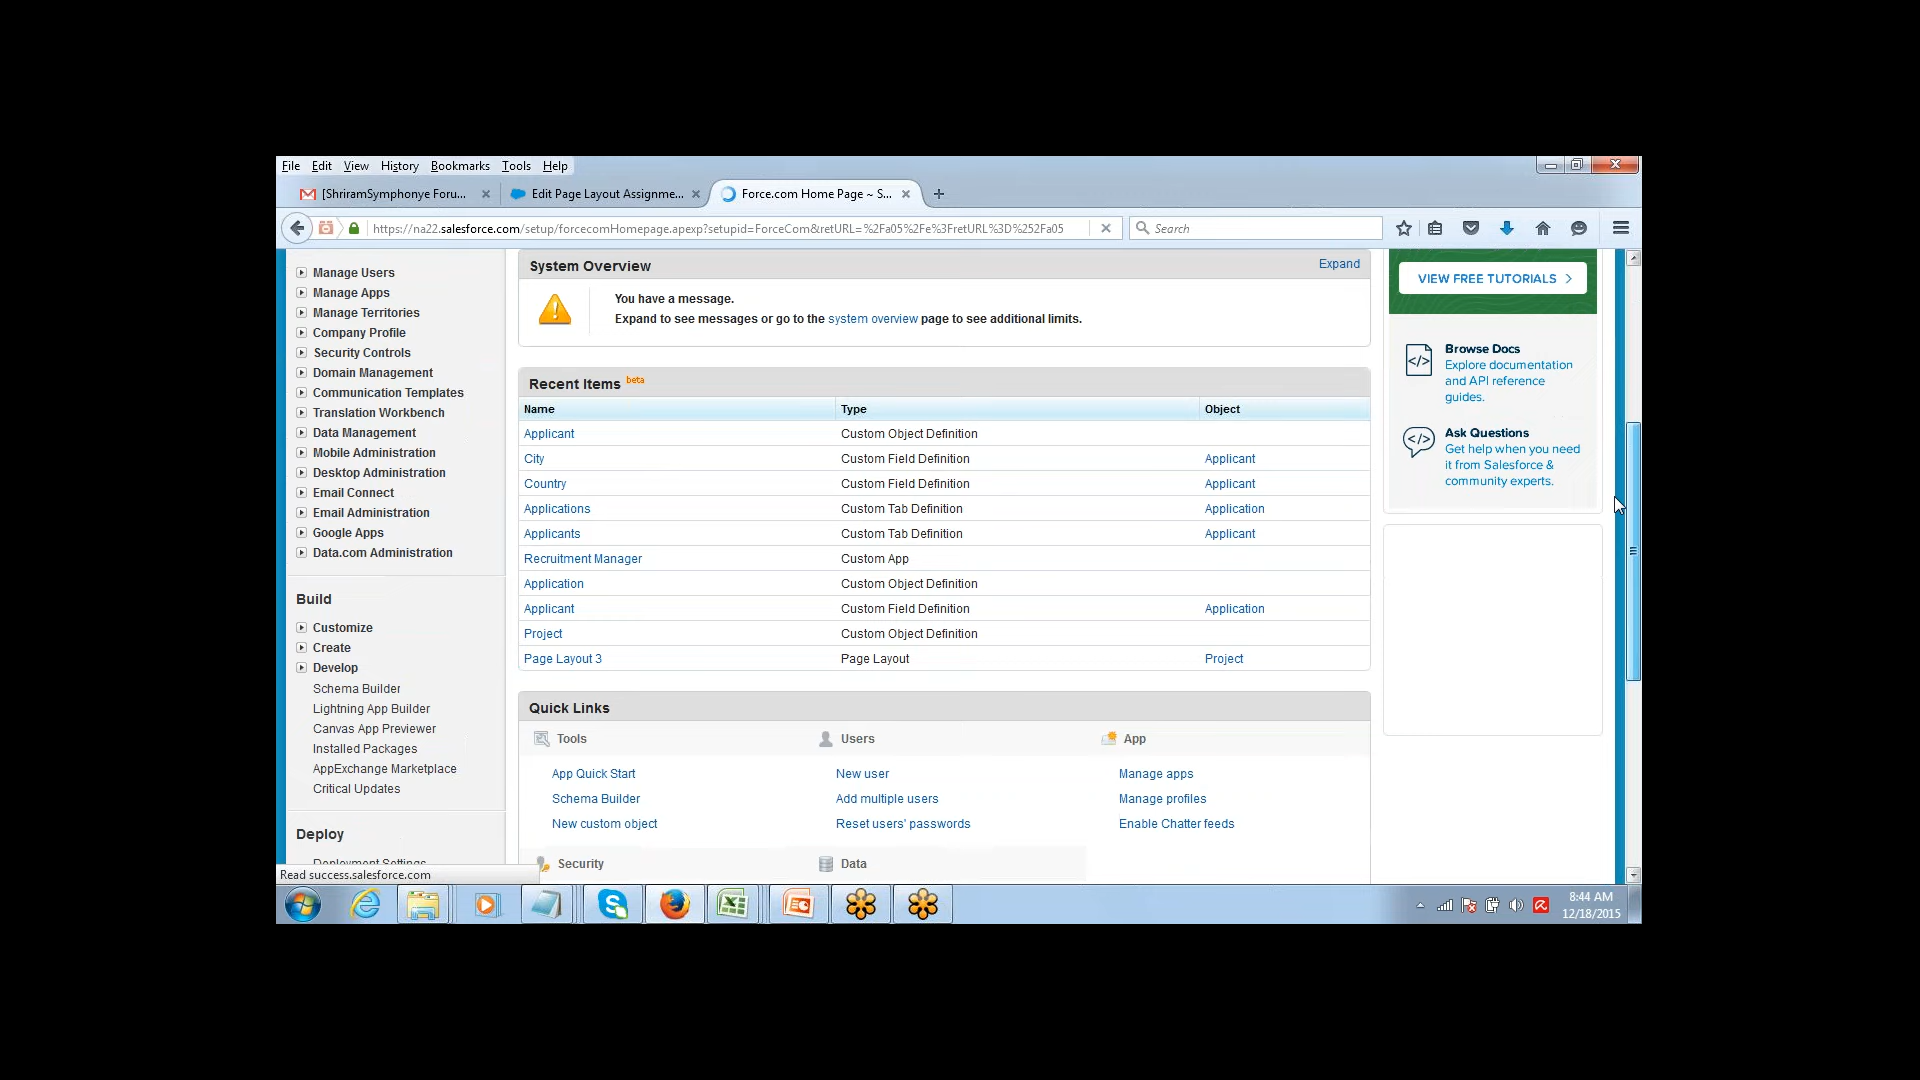 File Edit View History Bookmarks Tools Help
[ShriramSymphonye Foru... Edit Page Layout Assignme... Force.com Home Page ~ S...
https://na22.salesforce.com/setup/forcecomHomepage.apexp?setupid=ForceCom&retURL=%2Fa05%2Fe%3FretURL%3D%252Fa05 Search
Manage Users
Manage Apps
Manage Territories
Company Profile
Security Controls
Domain Management
Communication Templates
Translation Workbench
Data Management
Mobile Administration
Desktop Administration
Email Connect
Email Administration
Google Apps
Data.com Administration
Build
Customize
Create
Develop
Schema Builder
Lightning App Builder
Canvas App Previewer
Installed Packages
AppExchange Marketplace
Critical Updates
Deploy
Deployment Settings
System Overview Expand
You have a message.
Expand to see messages or go to the system overview page to see additional limits.
Recent Items beta
Name Type Object
Applicant Custom Object Definition
City Custom Field Definition Applicant
Country Custom Field Definition Applicant
Applications Custom Tab Definition Application
Applicants Custom Tab Definition Applicant
Recruitment Manager Custom App
Application Custom Object Definition
Applicant Custom Field Definition Application
Project Custom Object Definition
Page Layout 3 Page Layout Project
Quick Links
Tools Users App
App Quick Start New user Manage apps
Schema Builder Add multiple users Manage profiles
New custom object Reset users' passwords Enable Chatter feeds
Security Data
VIEW FREE TUTORIALS
Browse Docs
Explore documentation
and API reference
guides.
Ask Questions
Get help when you need
it from Salesforce &
community experts.
Read success.salesforce.com
8:44 AM
12/18/2015